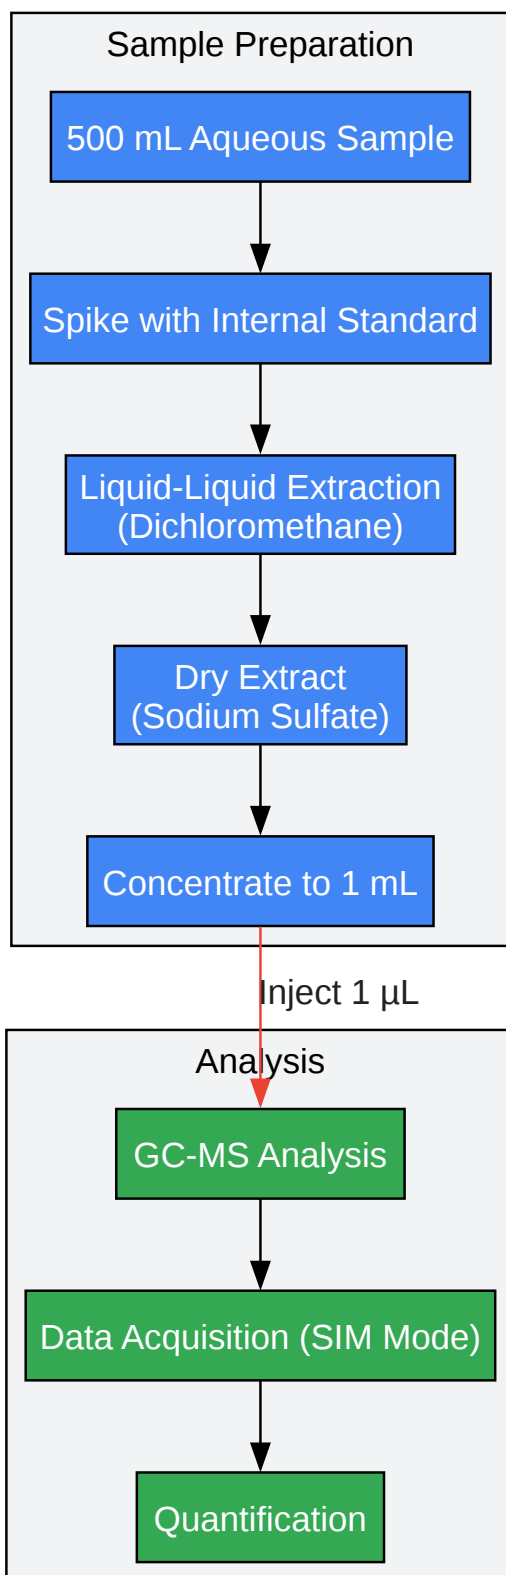 Sample Preparation
500 mL Aqueous Sample
Spike with Internal Standard
Liquid-Liquid Extraction
(Dichloromethane)
Dry Extract
(Sodium Sulfate)
Concentrate to 1 mL
Inject 1 µL
Analysis
GC-MS Analysis
Data Acquisition (SIM Mode)
Quantification